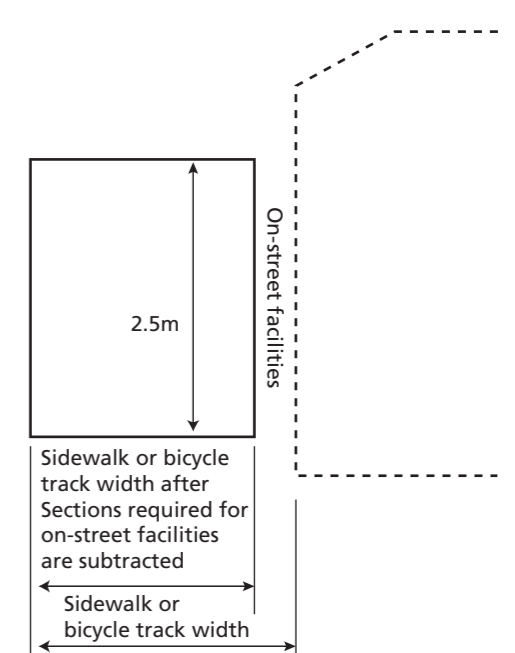 On-street facilities
2.5m
Sidewalk or bicycle
track width after
Sections required for
on-street facilities
are subtracted
Sidewalk or
bicycle track width